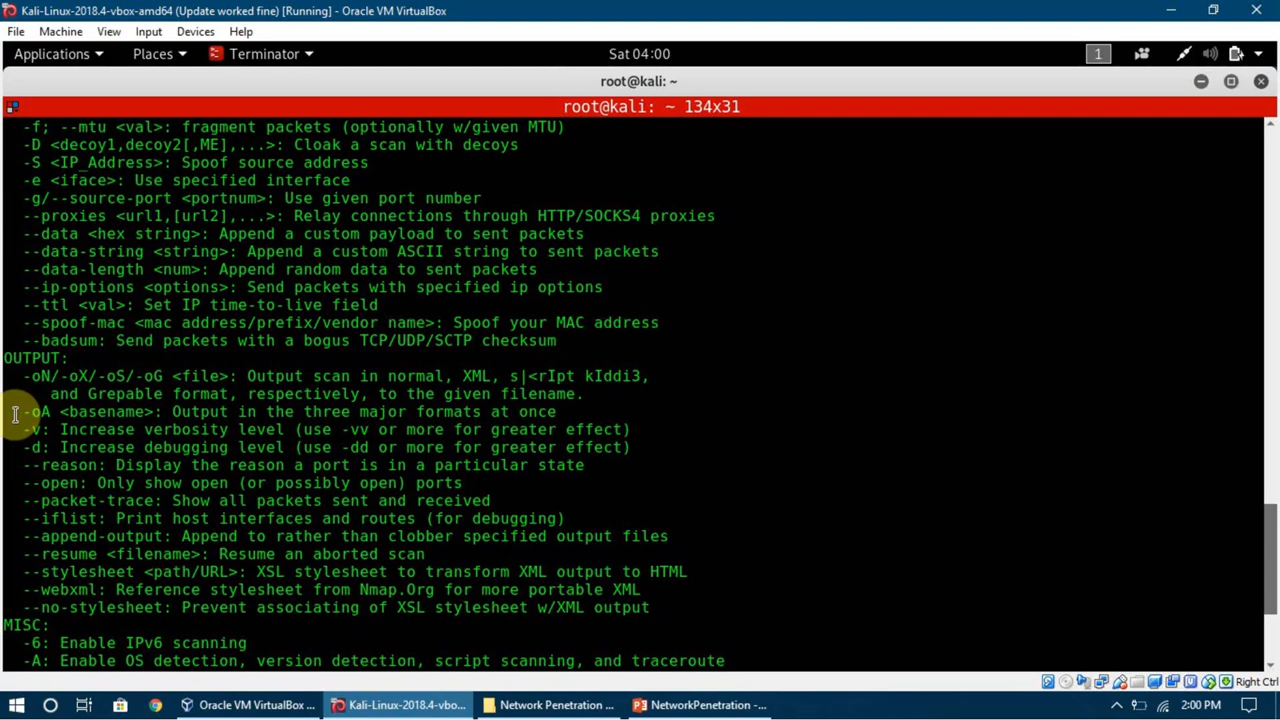 Kali-Linux-2018.4-vbox-amd64 (Update worked fine) [Running] - Oracle VM VirtualBox
File Machine View Input Devices Help
Applications Places Terminator Sat 04:00 1
root@kali: ~
root@kali: ~ 134x31
-f; --mtu <val>: fragment packets (optionally w/given MTU)
-D <decoy1,decoy2[,ME],...>: Cloak a scan with decoys
-S <IP_Address>: Spoof source address
-e <iface>: Use specified interface
-g/--source-port <portnum>: Use given port number
--proxies <url1,[url2],...>: Relay connections through HTTP/SOCKS4 proxies
--data <hex string>: Append a custom payload to sent packets
--data-string <string>: Append a custom ASCII string to sent packets
--data-length <num>: Append random data to sent packets
--ip-options <options>: Send packets with specified ip options
--ttl <val>: Set IP time-to-live field
--spoof-mac <mac address/prefix/vendor name>: Spoof your MAC address
--badsum: Send packets with a bogus TCP/UDP/SCTP checksum
OUTPUT:
-oN/-oX/-oS/-oG <file>: Output scan in normal, XML, s|<rIpt kIddi3,
and Grepable format, respectively, to the given filename.
-oA <basename>: Output in the three major formats at once
-v: Increase verbosity level (use -vv or more for greater effect)
-d: Increase debugging level (use -dd or more for greater effect)
--reason: Display the reason a port is in a particular state
--open: Only show open (or possibly open) ports
--packet-trace: Show all packets sent and received
--iflist: Print host interfaces and routes (for debugging)
--append-output: Append to rather than clobber specified output files
--resume <filename>: Resume an aborted scan
--stylesheet <path/URL>: XSL stylesheet to transform XML output to HTML
--webxml: Reference stylesheet from Nmap.Org for more portable XML
--no-stylesheet: Prevent associating of XSL stylesheet w/XML output
MISC:
-6: Enable IPv6 scanning
-A: Enable OS detection, version detection, script scanning, and traceroute
Right Ctrl
Oracle VM VirtualBox ... Kali-Linux-2018.4-vbo... Network Penetration ... NetworkPenetration -... 2:00 PM